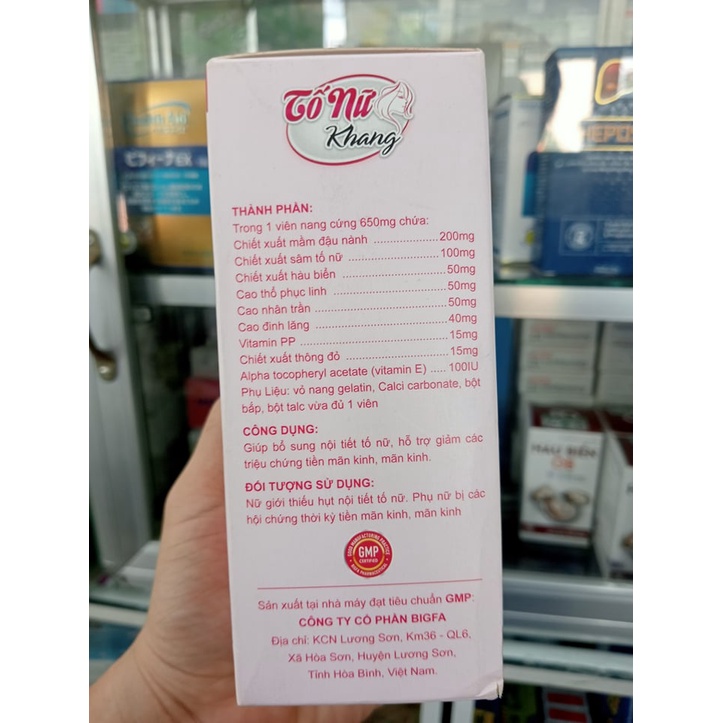 Tố Nữ
Khang
THÀNH PHẦN:
Trong 1 viên nang cứng 650mg chứa:
Chiết xuất mầm đậu nành ......................200mg
Chiết xuất sâm tố nữ ..............................100mg
Chiết xuất hàu biển ..................................50mg
Cao thổ phục linh .....................................50mg
Cao nhân trần ...........................................50mg
Cao đinh lăng ...........................................40mg
Vitamin PP ................................................15mg
Chiết xuất thông đỏ ..................................15mg
Alpha tocopheryl acetate (vitamin E) .....100IU
Phụ Liệu: vỏ nang gelatin, Calci carbonate, bột
bắp, bột talc vừa đủ 1 viên
CÔNG DỤNG:
Giúp bổ sung nội tiết tố nữ, hỗ trợ giảm các
triệu chứng tiền mãn kinh, mãn kinh.
ĐỐI TƯỢNG SỬ DỤNG:
Nữ giới thiếu hụt nội tiết tố nữ. Phụ nữ bị các
hội chứng thời kỳ tiền mãn kinh, mãn kinh
GOOD MANUFACTURING PRACTICE
GMP
CERTIFIED
Sản xuất tại nhà máy đạt tiêu chuẩn GMP:
CÔNG TY CỔ PHẦN BIGFA
Địa chỉ: KCN Lương Sơn, Km36 - QL6,
Xã Hòa Sơn, Huyện Lương Sơn,
Tỉnh Hòa Bình, Việt Nam.
HÀU BIỂN